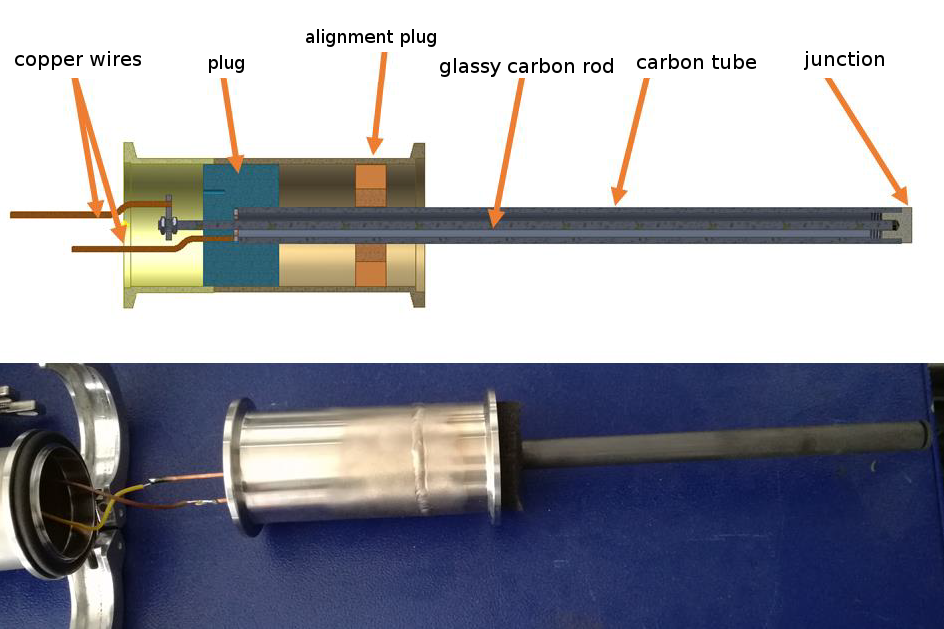 alignment plug
copper wires
plug
glassy carbon rod
carbon tube
junction